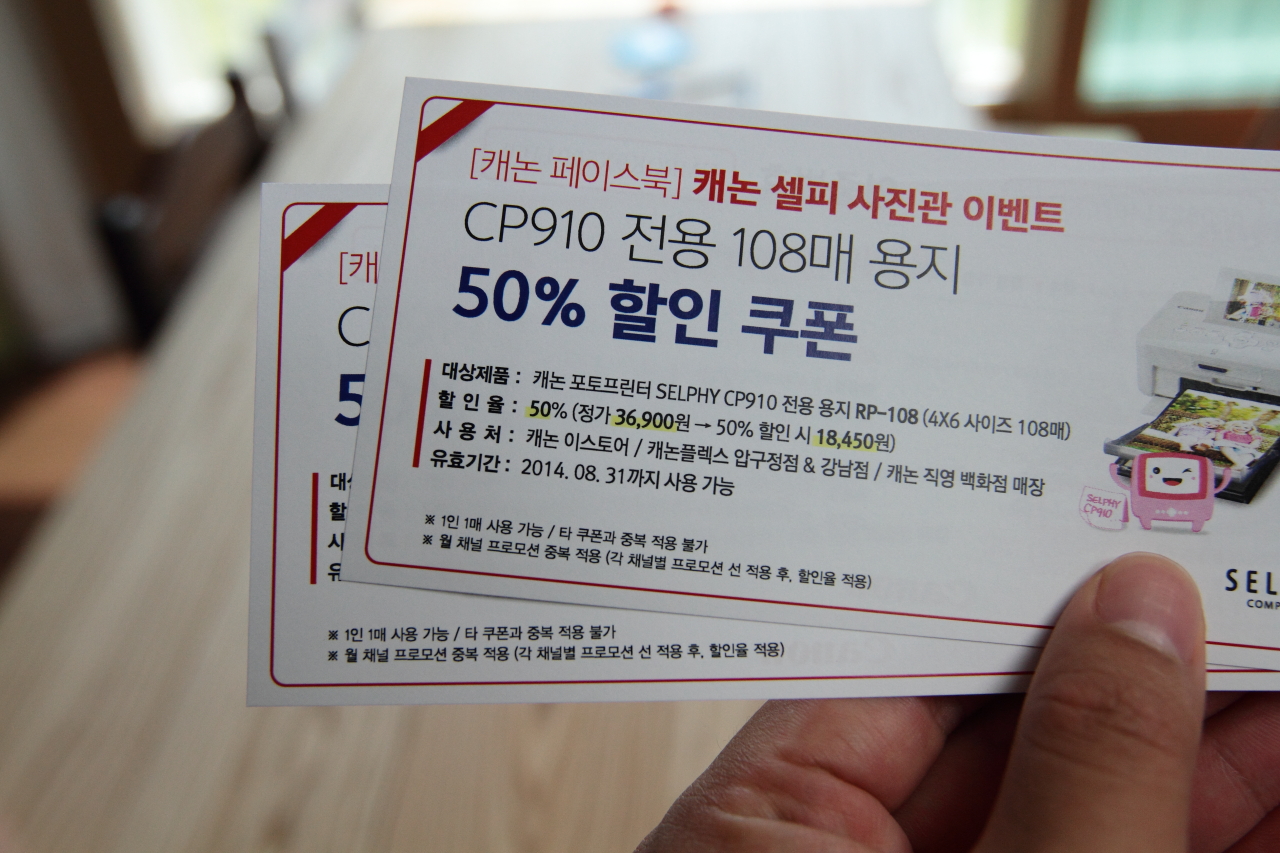 [캐논 페이스북] 캐논 셀피 사진관 이벤트
CP910 전용 108매 용지
50% 할인 쿠폰
대상제품 : 캐논 포토프린터 SELPHY CP910 전용 용지 RP-108 (4X6 사이즈 108매)
할 인 율 : 50% (정가 36,900원 → 50% 할인 시 18,450원)
사 용 처 : 캐논 이스토어 / 캐논플렉스 압구정점 & 강남점 / 캐논 직영 백화점 매장
유효기간 : 2014. 08. 31까지 사용 가능
※ 1인 1매 사용 가능 / 타 쿠폰과 중복 적용 불가
※ 월 채널 프로모션 중복 적용 (각 채널별 프로모션 선 적용 후, 할인율 적용)
SELPHY
CP910
SEL
COMP
[캐
C
5
대상
할
사
유
※ 1인 1매 사용 가능 / 타 쿠폰과 중복 적용 불가
※ 월 채널 프로모션 중복 적용 (각 채널별 프로모션 선 적용 후, 할인율 적용)